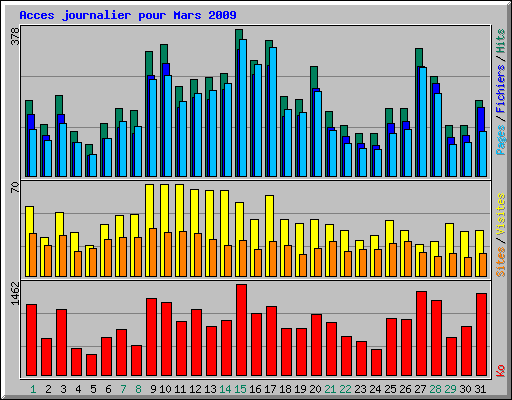 Acces journalier pour Mars 2009
378
70
1462
Pages / Fichiers / Hits
Sites / Visites
Ko
1 2 3 4 5 6 7 8 9 10 11 12 13 14 15 16 17 18 19 20 21 22 23 24 25 26 27 28 29 30 31